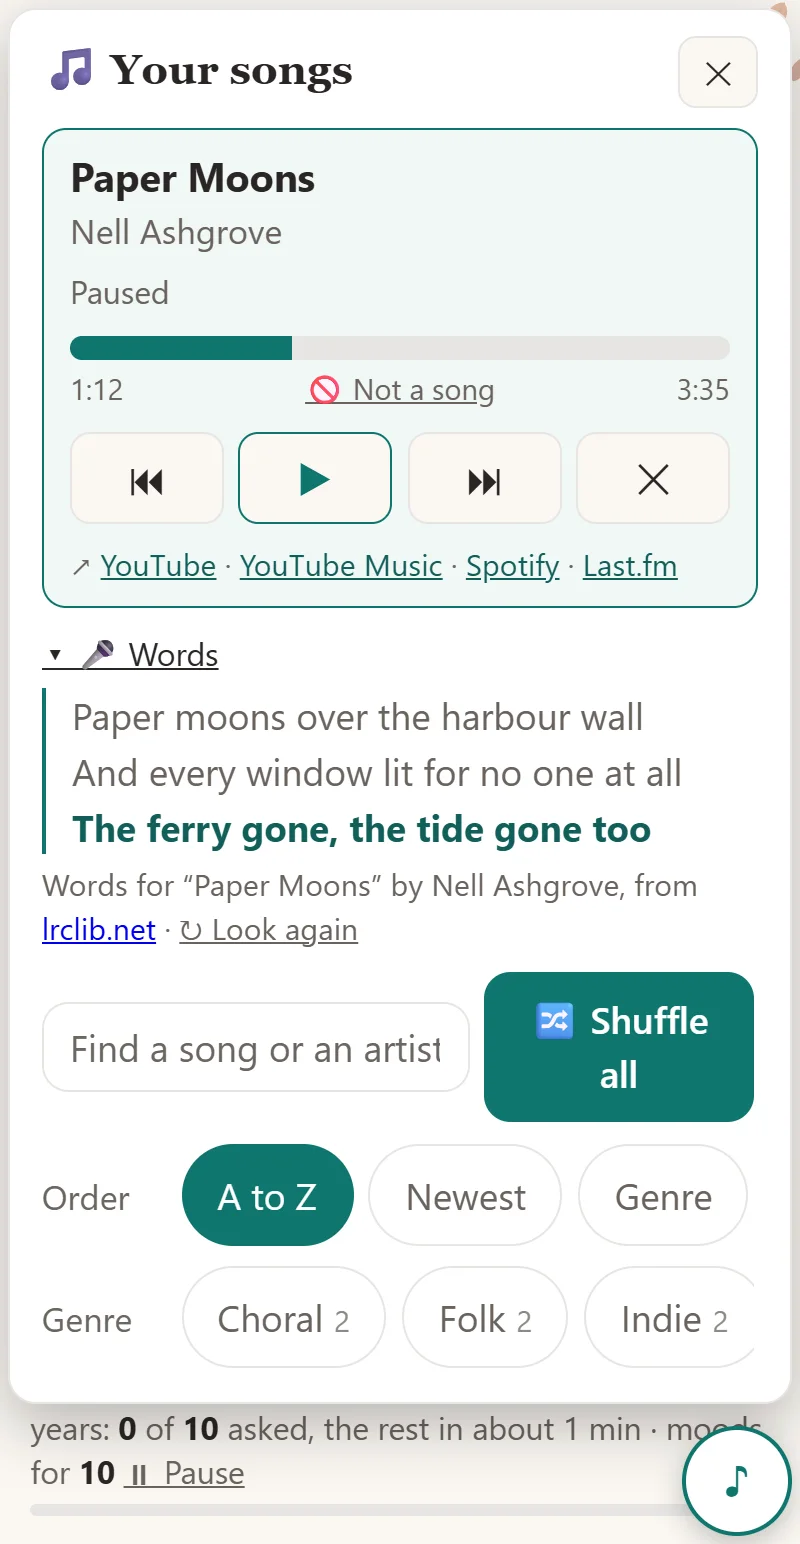 🎵 Your songs
Paper Moons
Nell Ashgrove
Paused
1:12 🚫 Not a song 3:35
↗ YouTube · YouTube Music · Spotify · Last.fm
▼ 🎤 Words
Paper moons over the harbour wall
And every window lit for no one at all
The ferry gone, the tide gone too
Words for “Paper Moons” by Nell Ashgrove, from
lrclib.net · ↻ Look again
Find a song or an artist
🔀 Shuffle
all
Order A to Z Newest Genre
Genre Choral 2 Folk 2 Indie 2
years: 0 of 10 asked, the rest in about 1 min · moods
for 10 ⏸ Pause